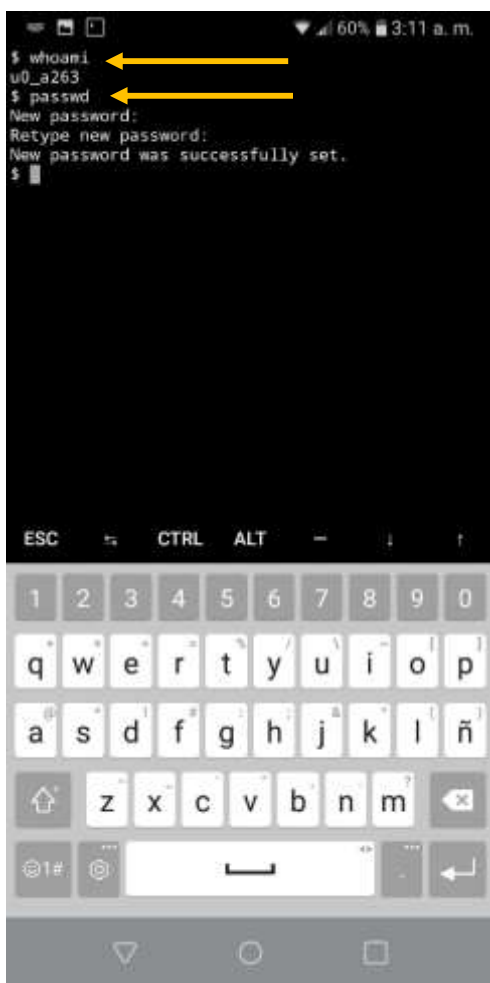 60% 3:11 a. m.
$ whoami
u0_a263
$ passwd
New password:
Retype new password:
New password was successfully set.
$
ESC CTRL ALT — ↓ ↑
1 2 3 4 5 6 7 8 9 0
q w e r t y u i o p
a s d f g h j k l ñ
z x c v b n m
1# .